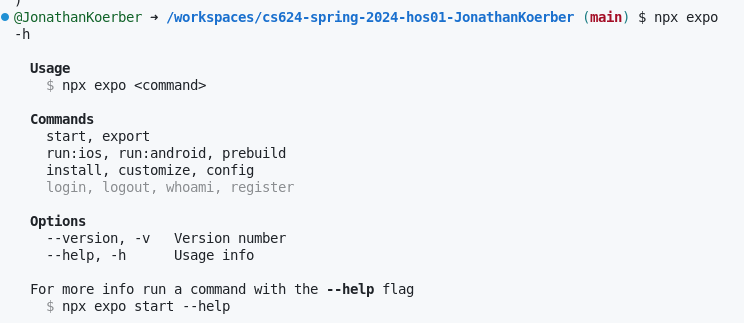 )
@JonathanKoerber ➜ /workspaces/cs624-spring-2024-hos01-JonathanKoerber (main) $ npx expo
-h
Usage
$ npx expo <command>
Commands
start, export
run:ios, run:android, prebuild
install, customize, config
login, logout, whoami, register
Options
--version, -v   Version number
--help, -h      Usage info
For more info run a command with the --help flag
$ npx expo start --help